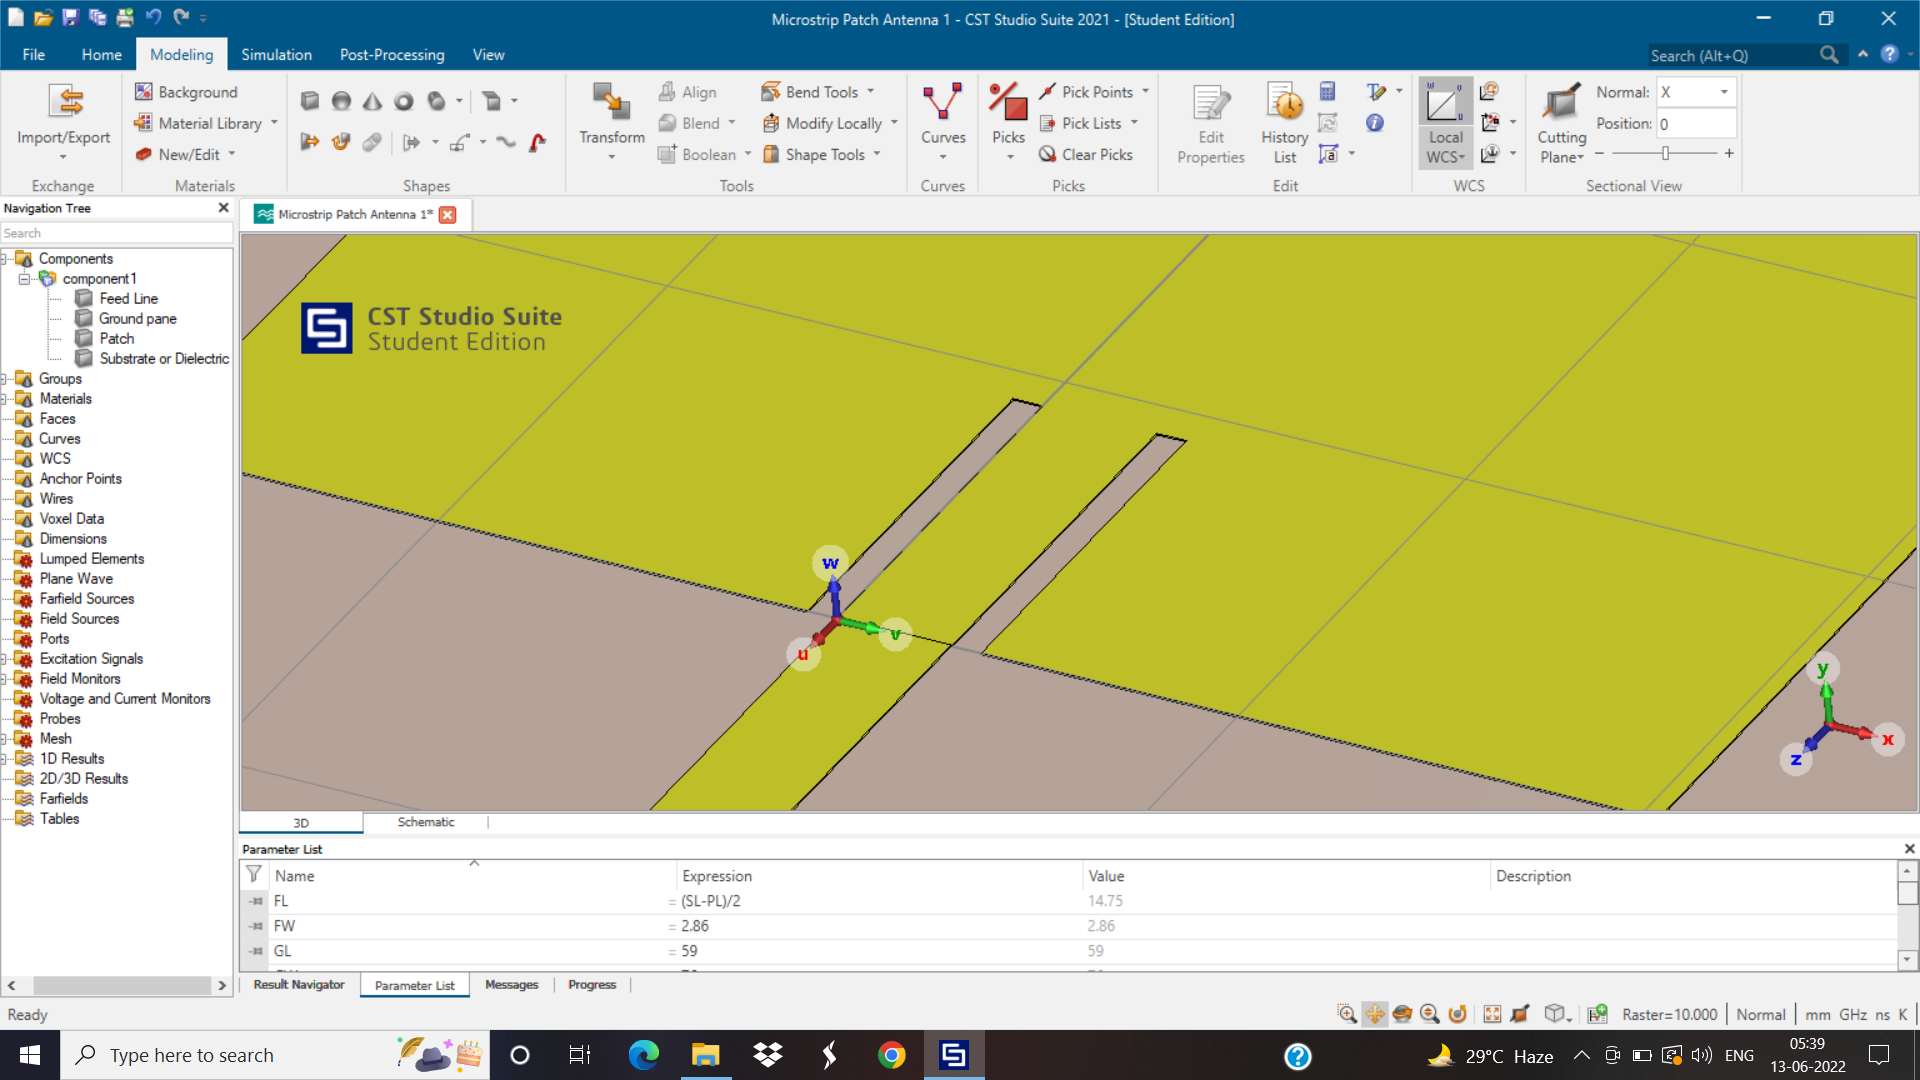 Microstrip Patch Antenna 1 - CST Studio Suite 2021 - [Student Edition]
File Home Modeling Simulation Post-Processing View Search (Alt+Q)
Import/Export
Exchange
Background
Material Library
New/Edit
Materials
Shapes
Transform
Align
Blend
Boolean
Bend Tools
Modify Locally
Shape Tools
Tools
Curves
Curves
Picks
Pick Points
Pick Lists
Clear Picks
Picks
Edit
Properties
History
List
Edit
Local
WCS
WCS
Cutting
Plane
Normal: X
Position: 0
Sectional View
Navigation Tree
Search
Components
component1
Feed Line
Ground pane
Patch
Substrate or Dielectric
Groups
Materials
Faces
Curves
WCS
Anchor Points
Wires
Voxel Data
Dimensions
Lumped Elements
Plane Wave
Farfield Sources
Field Sources
Ports
Excitation Signals
Field Monitors
Voltage and Current Monitors
Probes
Mesh
1D Results
2D/3D Results
Farfields
Tables
Microstrip Patch Antenna 1*
CST Studio Suite
Student Edition
w
v
u
y
x
z
3D Schematic
Parameter List
Name Expression Value Description
FL = (SL-PL)/2 14.75
FW = 2.86 2.86
GL = 59 59
Result Navigator Parameter List Messages Progress
Ready Raster=10.000 Normal mm GHz ns K
Type here to search
29°C Haze
ENG
05:39
13-06-2022